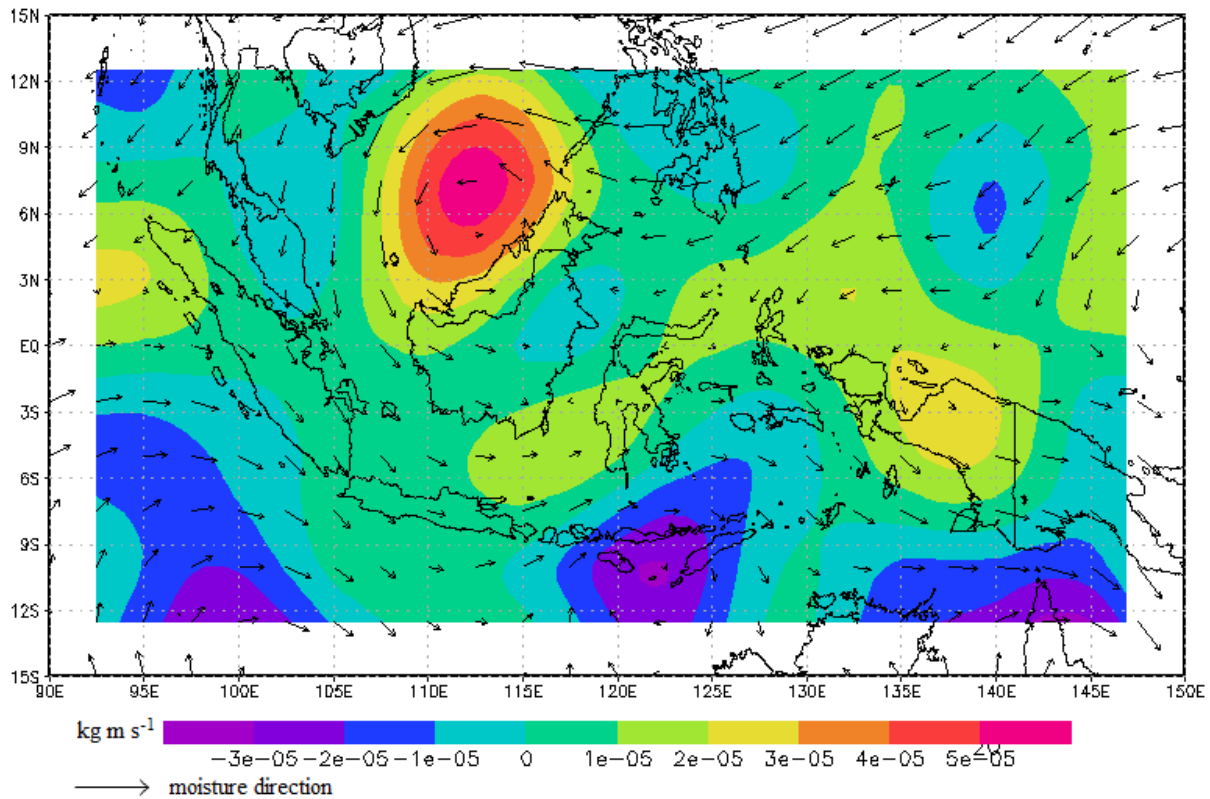 15N
12N
9N
6N
3N
EQ
3S
6S
9S
12S
15S
90E 95E 100E 105E 110E 115E 120E 125E 130E 135E 140E 145E 150E
kg m s-1
-3e-05 -2e-05 -1e-05 0 1e-05 2e-05 3e-05 4e-05 5e-05
20
moisture direction